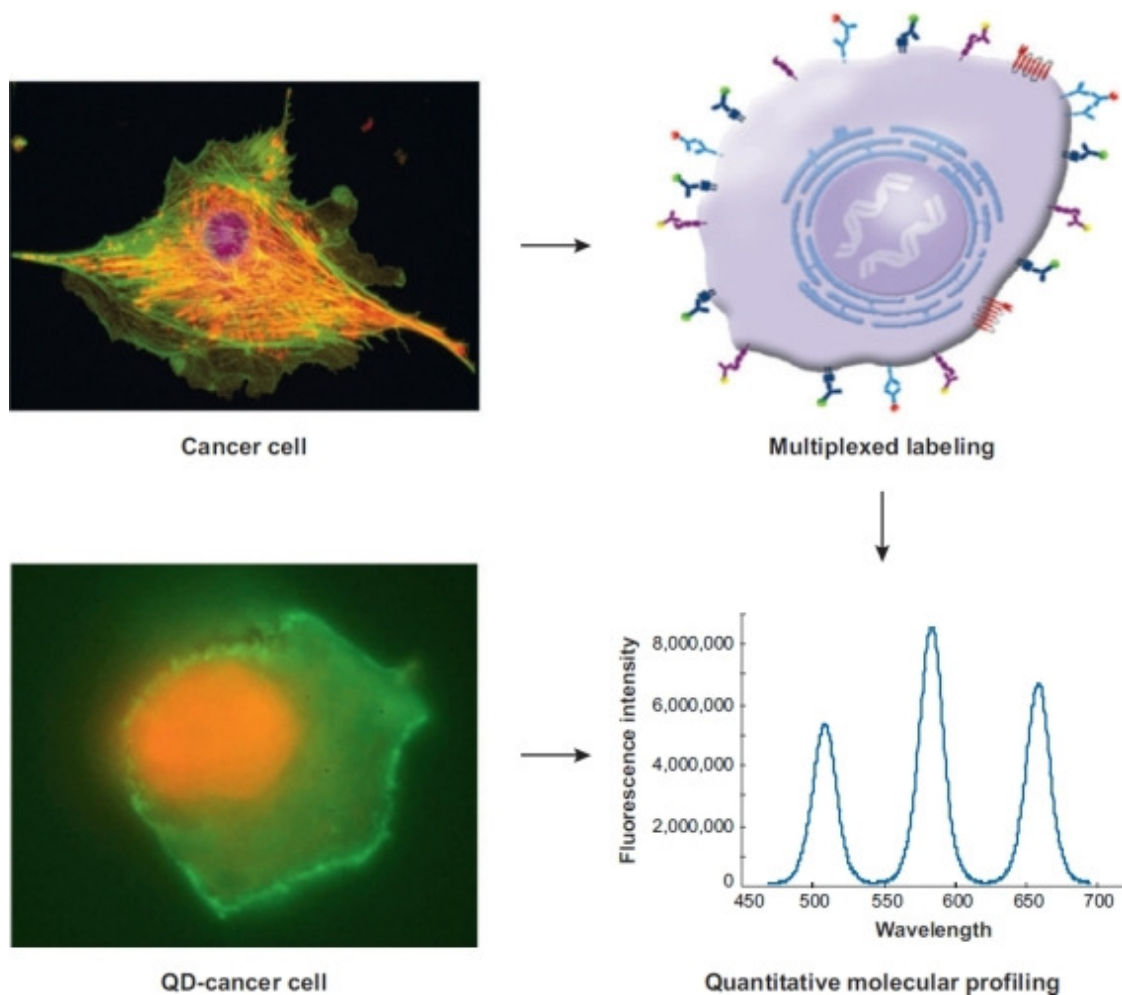 Cancer cell
Multiplexed labeling
QD-cancer cell
Fluorescence intensity
8,000,000
6,000,000
4,000,000
2,000,000
0
450 500 550 600 650 700
Wavelength
Quantitative molecular profiling